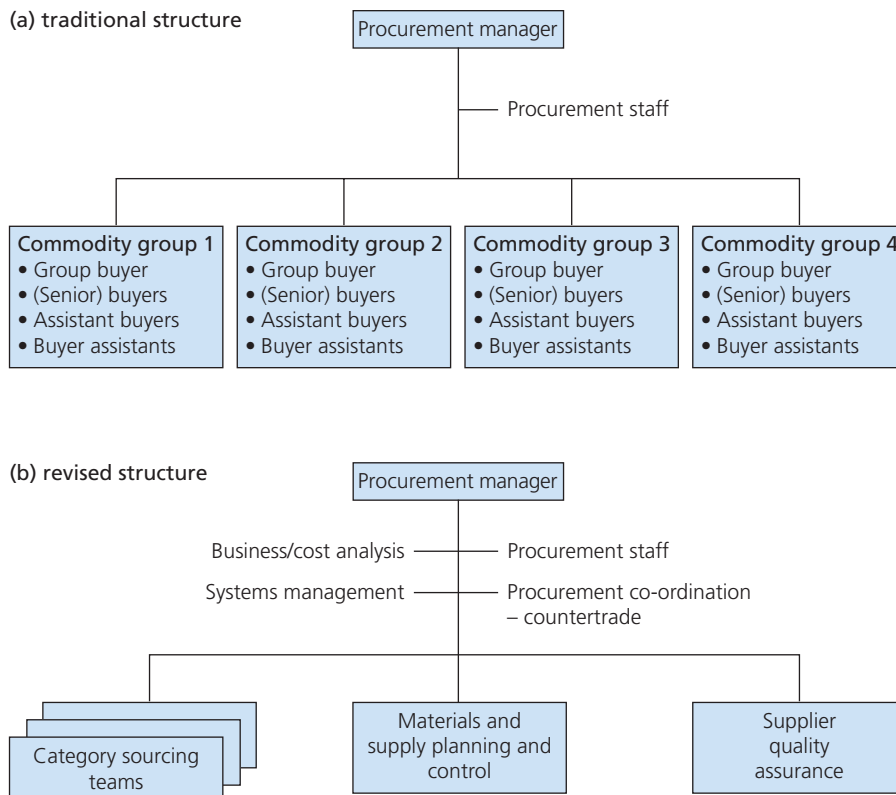 (a) traditional structure
Procurement manager
Procurement staff
Commodity group 1
• Group buyer
• (Senior) buyers
• Assistant buyers
• Buyer assistants
Commodity group 2
• Group buyer
• (Senior) buyers
• Assistant buyers
• Buyer assistants
Commodity group 3
• Group buyer
• (Senior) buyers
• Assistant buyers
• Buyer assistants
Commodity group 4
• Group buyer
• (Senior) buyers
• Assistant buyers
• Buyer assistants
(b) revised structure
Procurement manager
Business/cost analysis
Procurement staff
Systems management
Procurement co-ordination
– countertrade
Category sourcing
teams
Materials and
supply planning and
control
Supplier
quality
assurance